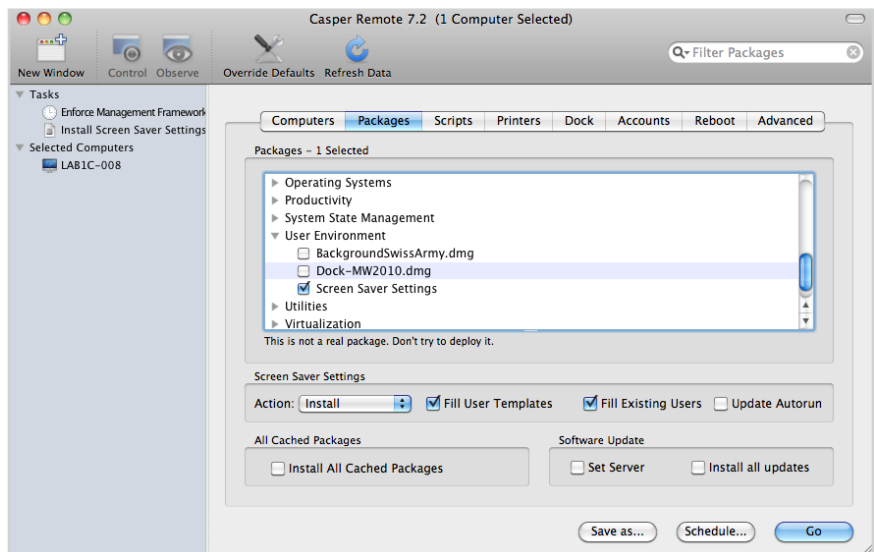 Casper Remote 7.2 (1 Computer Selected)
New Window
Control
Observe
Override Defaults
Refresh Data
Filter Packages
Tasks
Enforce Management Framework
Install Screen Saver Settings
Selected Computers
LAB1C-008
Computers
Packages
Scripts
Printers
Dock
Accounts
Reboot
Advanced
Packages – 1 Selected
Operating Systems
Productivity
System State Management
User Environment
BackgroundSwissArmy.dmg
Dock-MW2010.dmg
Screen Saver Settings
Utilities
Virtualization
This is not a real package. Don't try to deploy it.
Screen Saver Settings
Action: Install
Fill User Templates
Fill Existing Users
Update Autorun
All Cached Packages
Install All Cached Packages
Software Update
Set Server
Install all updates
Save as...
Schedule...
Go